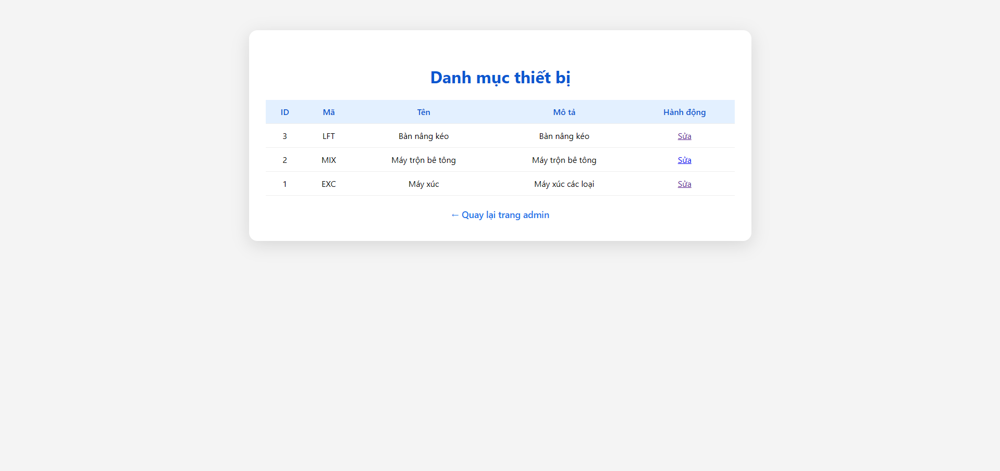 Danh mục thiết bị
ID Mã Tên Mô tả Hành động
3 LFT Bàn nâng kéo Bàn nâng kéo Sửa
2 MIX Máy trộn bê tông Máy trộn bê tông Sửa
1 EXC Máy xúc Máy xúc các loại Sửa
← Quay lại trang admin